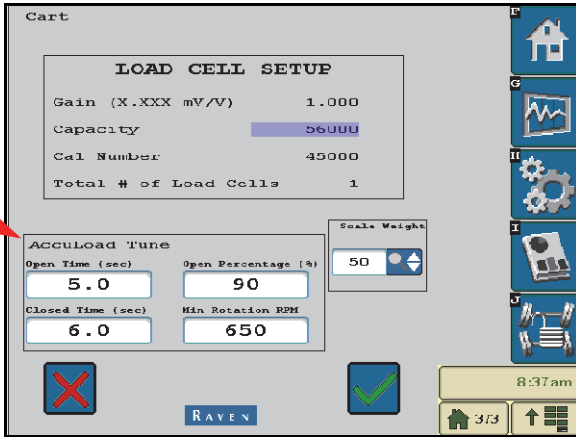 Cart
LOAD CELL SETUP
Gain (X.XXX mV/V) 1.000
Capacity 56000
Cal Number 45000
Total # of Load Cells 1
AccuLoad Tune
Open Time (sec) Open Percentage (%)
5.0 90
Closed Time (sec) Min Rotation RPM
6.0 650
Scale Weight
50
RAVEN
F
G
H
I
J
8:37am
3/3